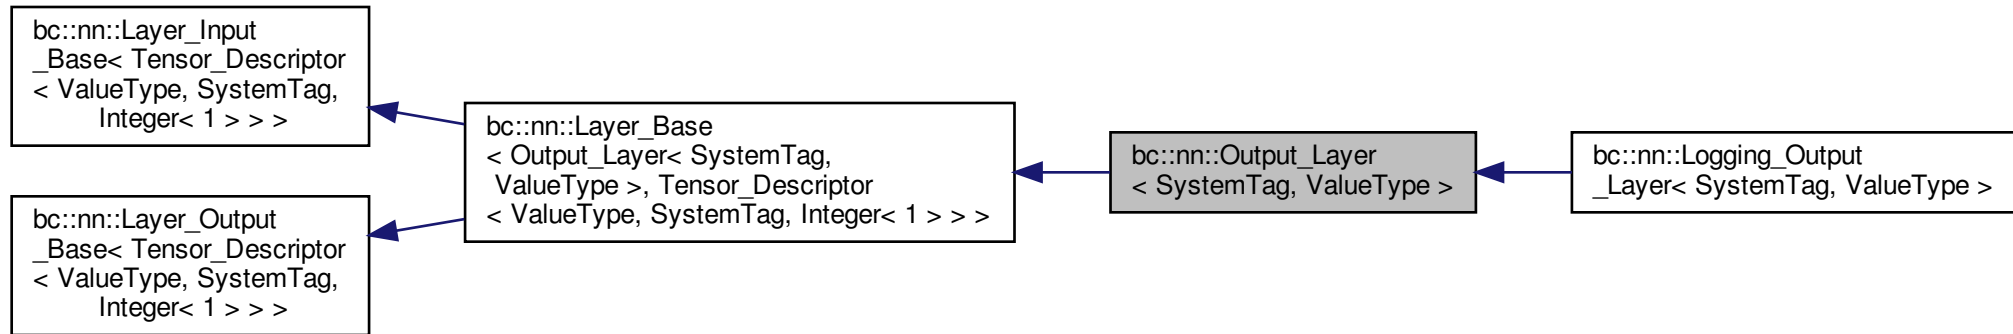 bc::nn::Layer_Input
_Base< Tensor_Descriptor
< ValueType, SystemTag,
Integer< 1 > > >
bc::nn::Layer_Output
_Base< Tensor_Descriptor
< ValueType, SystemTag,
Integer< 1 > > >
bc::nn::Layer_Base
< Output_Layer< SystemTag,
ValueType >, Tensor_Descriptor
< ValueType, SystemTag, Integer< 1 > > >
bc::nn::Output_Layer
< SystemTag, ValueType >
bc::nn::Logging_Output
_Layer< SystemTag, ValueType >